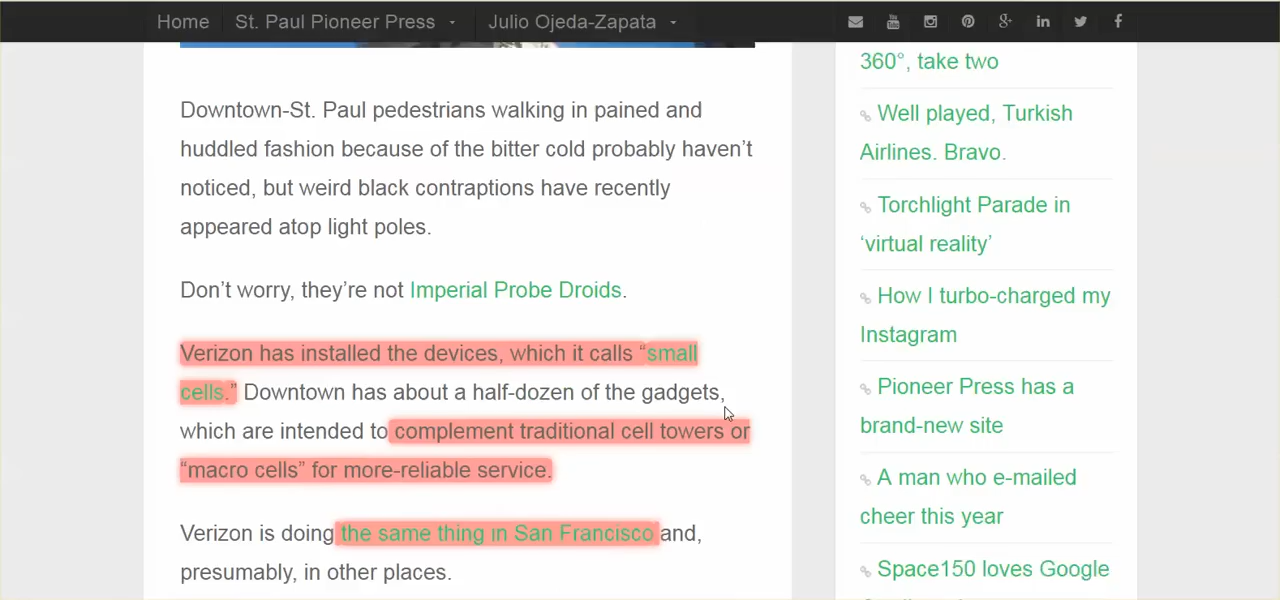 Home St. Paul Pioneer Press Julio Ojeda-Zapata
Downtown-St. Paul pedestrians walking in pained and
huddled fashion because of the bitter cold probably haven’t
noticed, but weird black contraptions have recently
appeared atop light poles.
Don’t worry, they’re not Imperial Probe Droids.
Verizon has installed the devices, which it calls “small
cells.” Downtown has about a half-dozen of the gadgets,
which are intended to complement traditional cell towers or
“macro cells” for more-reliable service.
Verizon is doing the same thing in San Francisco and,
presumably, in other places.
360°, take two
Well played, Turkish
Airlines. Bravo.
Torchlight Parade in
‘virtual reality’
How I turbo-charged my
Instagram
Pioneer Press has a
brand-new site
A man who e-mailed
cheer this year
Space150 loves Google